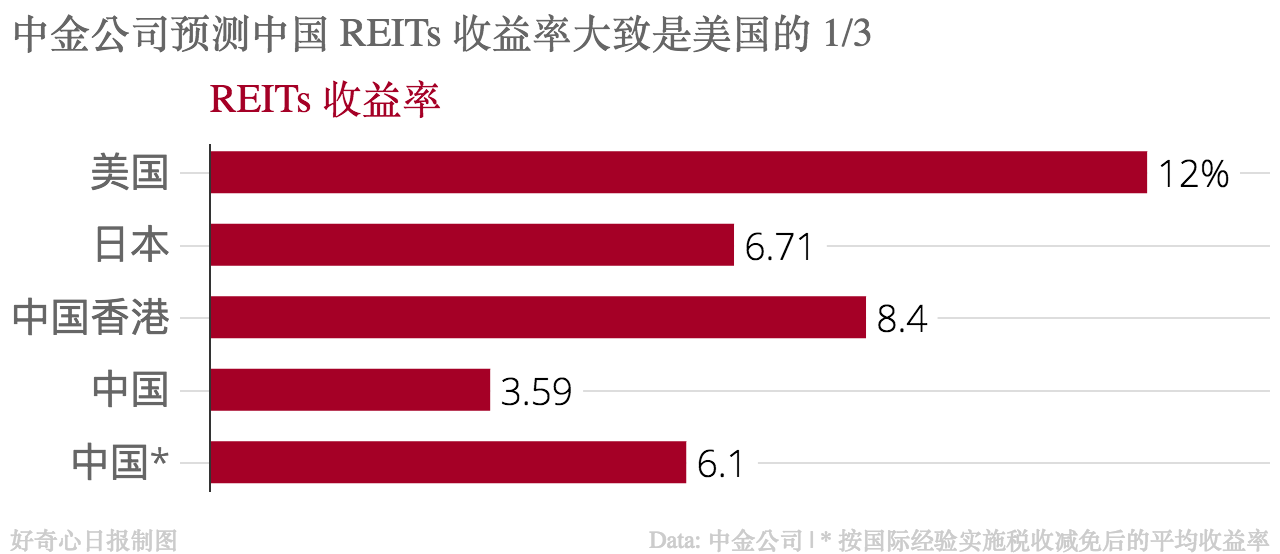 中金公司预测中国 REITs 收益率大致是美国的 1/3
REITs 收益率
美国 12%
日本 6.71
中国香港 8.4
中国 3.59
中国* 6.1
好奇心日报制图 Data: 中金公司 | * 按国际经验实施税收减免后的平均收益率